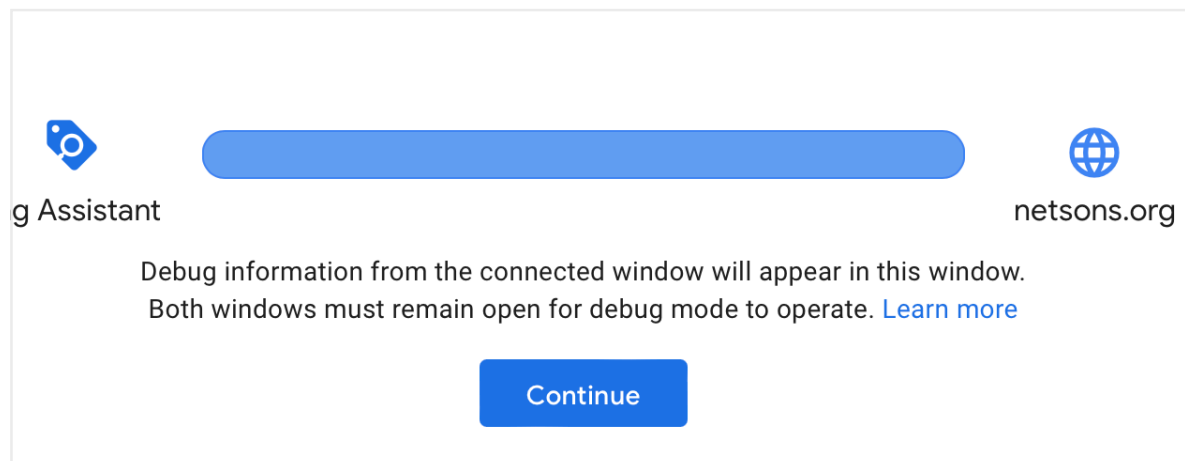 g Assistant
netsons.org
Debug information from the connected window will appear in this window.
Both windows must remain open for debug mode to operate. Learn more
Continue